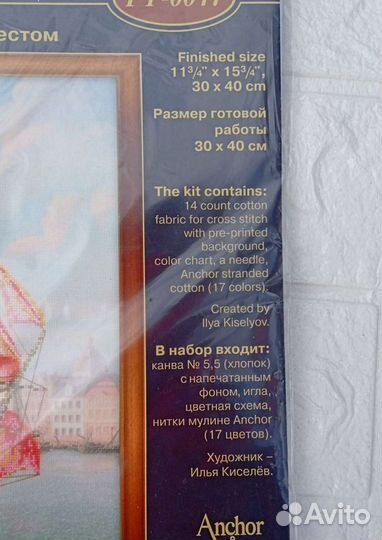 естом
Finished size
11¾" x 15¾",
30 x 40 cm
Размер готовой
работы
30 x 40 см
The kit contains:
14 count cotton
fabric for cross stitch
with pre-printed
background,
color chart, a needle,
Anchor stranded
cotton (17 colors).
Created by
Ilya Kiselyov.
В набор входит:
канва № 5,5 (хлопок)
с напечатанным
фоном, игла,
цветная схема,
нитки мулине Anchor
(17 цветов).
Художник –
Илья Киселёв.
Anchor
Avito